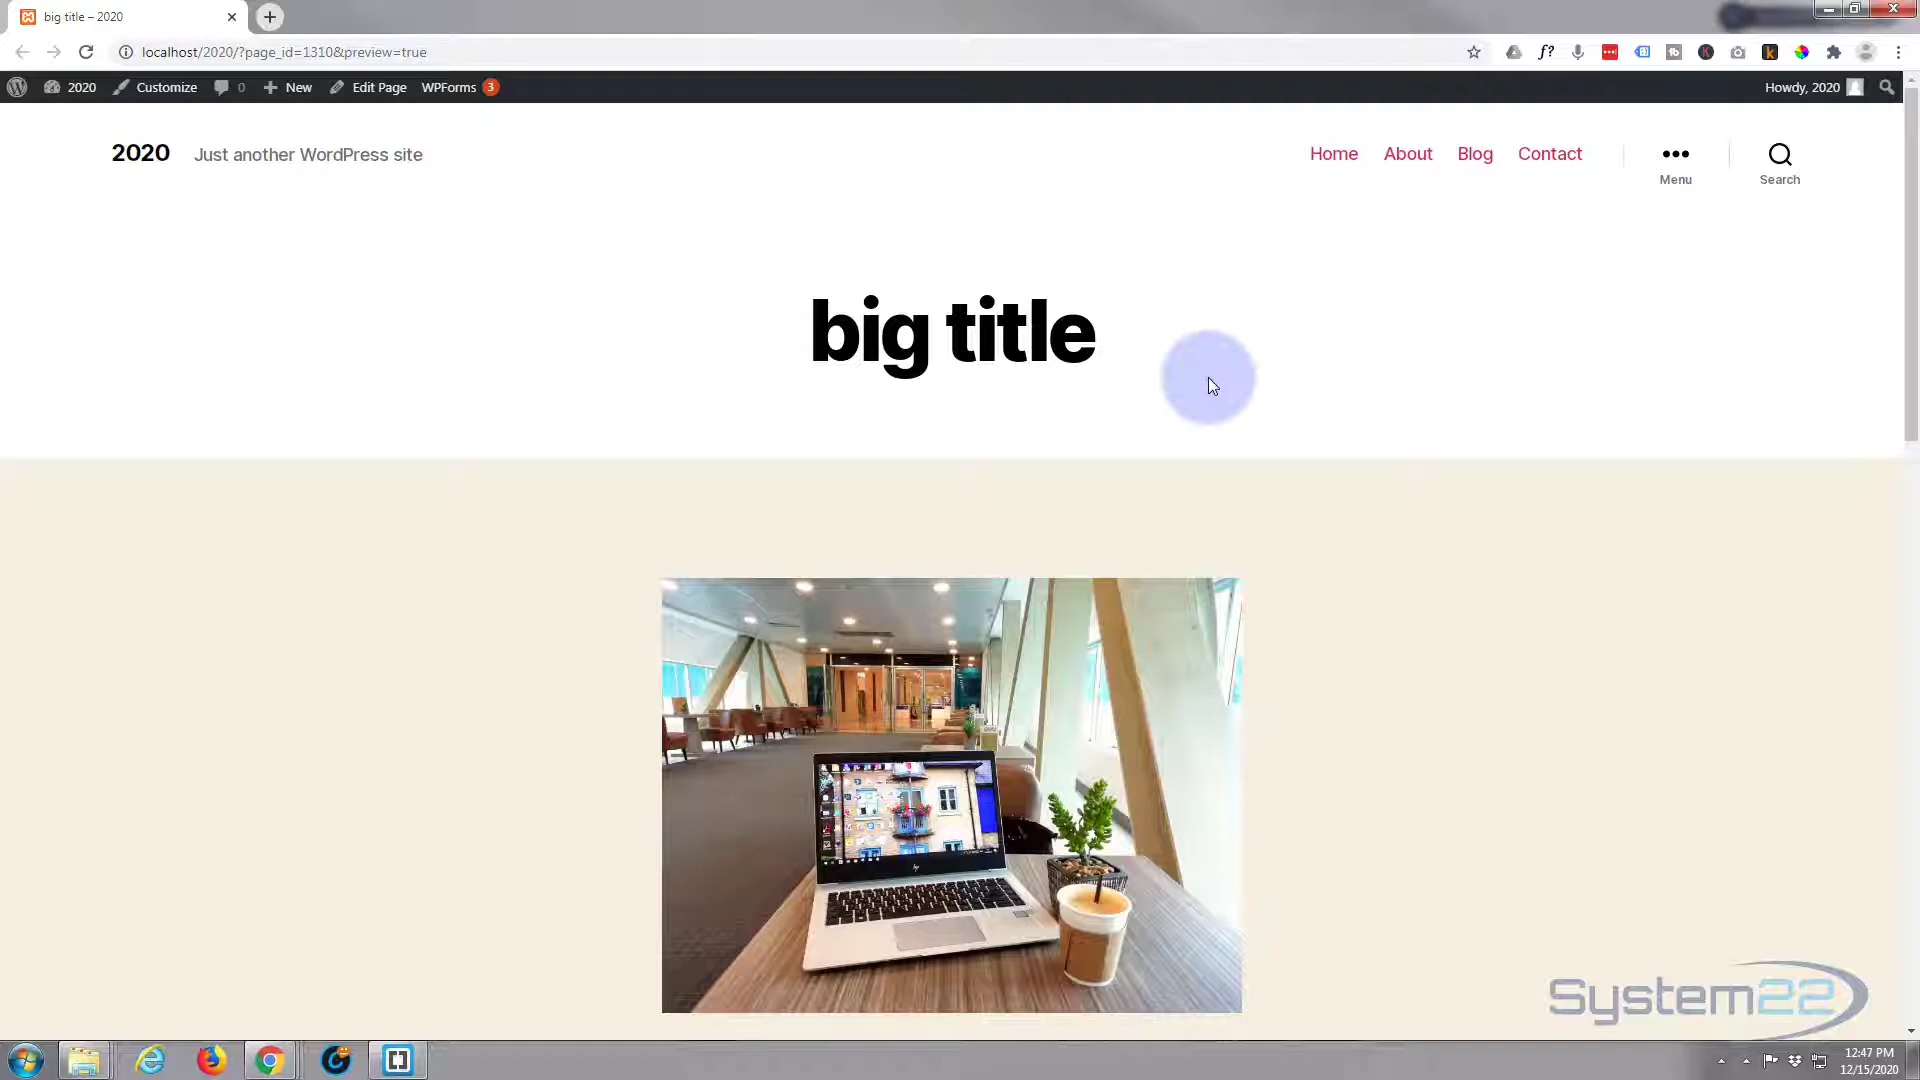 big title – 2020
localhost/2020/?page_id=1310&preview=true
2020 Customize 0 New Edit Page WPForms 3 Howdy, 2020
2020 Just another WordPress site Home About Blog Contact Menu Search
big title
System22
12:47 PM
12/15/2020